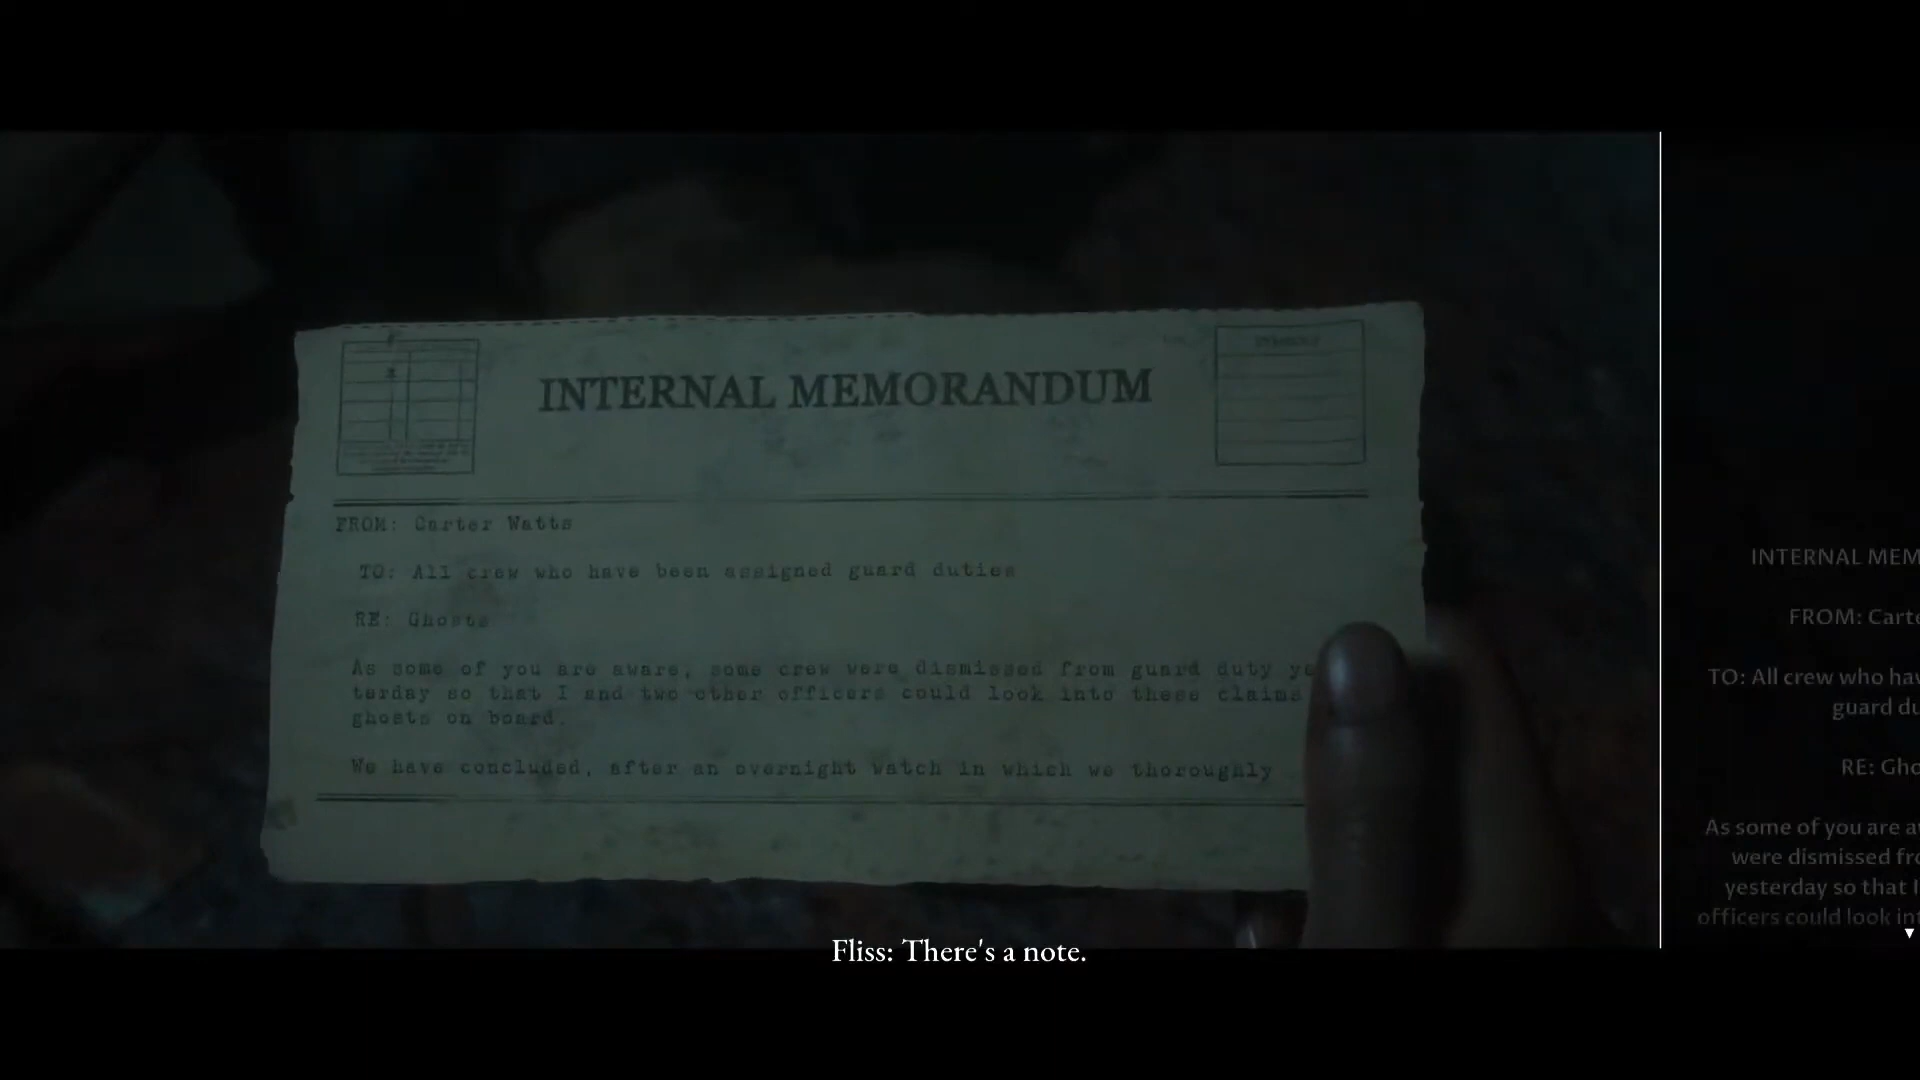 INTERNAL MEMORANDUM
FROM: Carter Watts
TO: All crew who have been assigned guard duties
RE: Ghosts
As some of you are aware, some crew were dismissed from guard duty ye
terday so that I and two other officers could look into these claims
ghosts on board.
We have concluded, after an overnight watch in which we thoroughly
INTERNAL MEM
FROM: Carte
TO: All crew who hav
guard du
RE: Gho
As some of you are a
were dismissed fro
yesterday so that I
officers could look int
Fliss: There's a note.